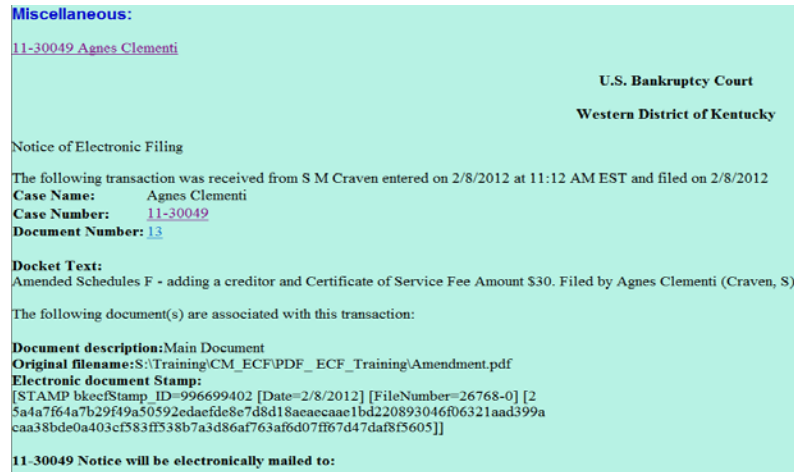 Miscellaneous:
11-30049 Agnes Clementi
U.S. Bankruptcy Court
Western District of Kentucky
Notice of Electronic Filing
The following transaction was received from S M Craven entered on 2/8/2012 at 11:12 AM EST and filed on 2/8/2012
Case Name: Agnes Clementi
Case Number: 11-30049
Document Number: 13
Docket Text:
Amended Schedules F - adding a creditor and Certificate of Service Fee Amount $30. Filed by Agnes Clementi (Craven, S)
The following document(s) are associated with this transaction:
Document description:Main Document
Original filename:S:\Training\CM_ECF\PDF_ ECF_Training\Amendment.pdf
Electronic document Stamp:
[STAMP bkecfStamp_ID=996699402 [Date=2/8/2012] [FileNumber=26768-0] [2
5a4a7f64a7b29f49a50592edaefde8e7d8d18aeaecaae1bd220893046f06321aad399a
caa38bde0a403cf583ff538b7a3d86af763af6d07ff67d47daf8f5605]]
11-30049 Notice will be electronically mailed to: